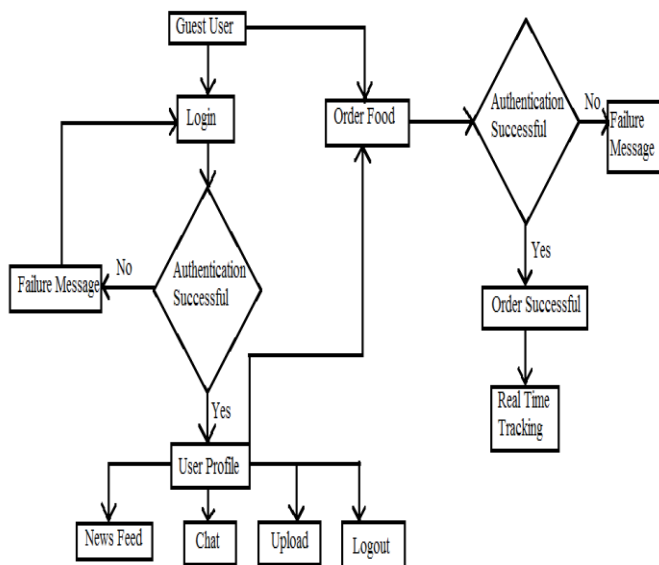 Guest User
Login
Order Food
Authentication
Successful
No
Failure
Message
Yes
Order Successful
Real Time
Tracking
Authentication
Successful
No
Failure Message
Yes
User Profile
News Feed
Chat
Upload
Logout